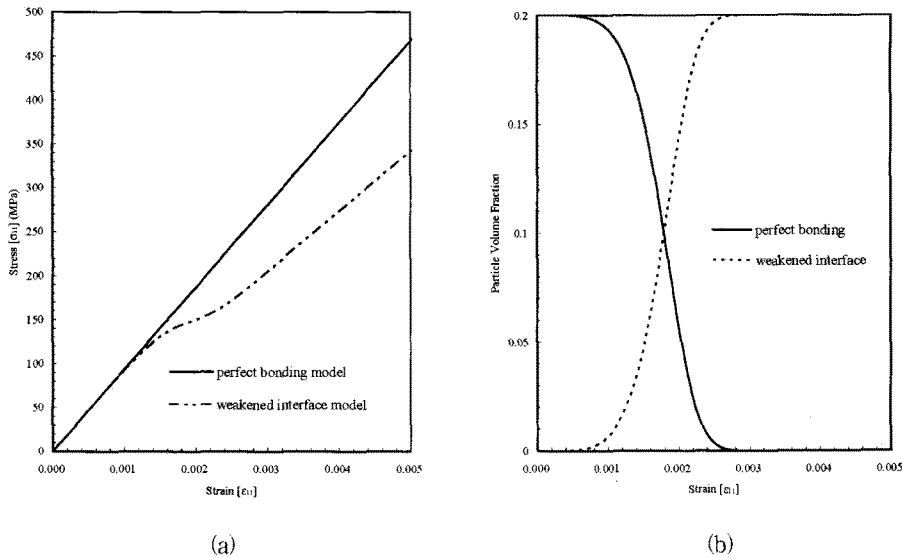 500
450
400
350
300
250
200
150
100
50
0
Stress [σ₁₁] (MPa)
perfect bonding model
weakened interface model
0.000 0.001 0.002 0.003 0.004 0.005
Strain [ε₁₁]
(a)
0.2
0.15
0.1
0.05
0
Particle Volume Fraction
perfect bonding
weakened interface
0.000 0.001 0.002 0.003 0.004 0.005
Strain [ε₁₁]
(b)